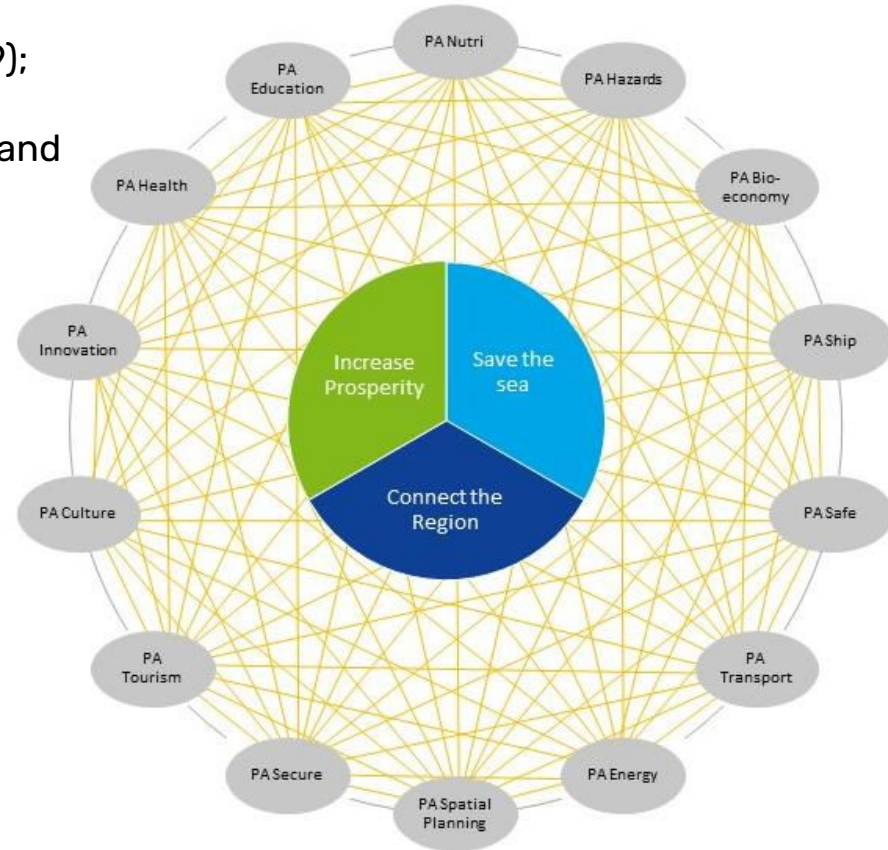 ?);
and
PA Nutri
PA Hazards
PA Bio-
economy
PA Ship
PA Safe
PA
Transport
PA Energy
PA Spatial
Planning
PA Secure
PA
Tourism
PA Culture
PA
Innovation
PA Health
PA
Education
Increase
Prosperity
Save the
sea
Connect the
Region